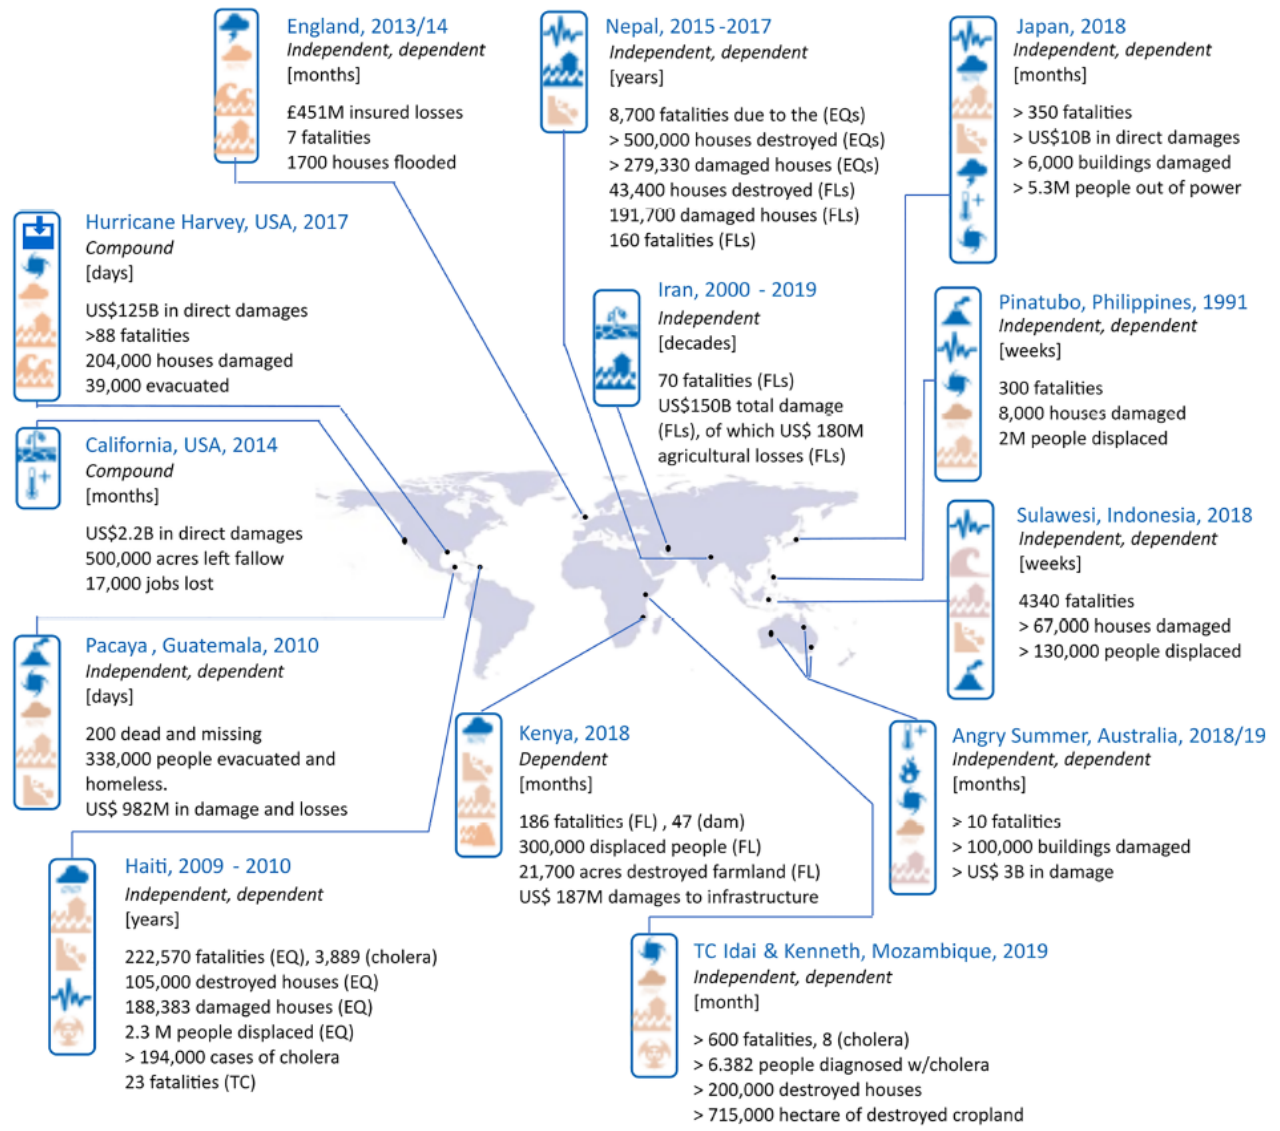 England, 2013/14
Independent, dependent
[months]
£451M insured losses
7 fatalities
1700 houses flooded
Nepal, 2015-2017
Independent, dependent
[years]
8,700 fatalities due to the (EQs)
> 500,000 houses destroyed (EQs)
> 279,330 damaged houses (EQs)
43,400 houses destroyed (FLs)
191,700 damaged houses (FLs)
160 fatalities (FLs)
Japan, 2018
Independent, dependent
[months]
> 350 fatalities
> US$10B in direct damages
> 6,000 buildings damaged
> 5.3M people out of power
Hurricane Harvey, USA, 2017
Compound
[days]
US$125B in direct damages
>88 fatalities
204,000 houses damaged
39,000 evacuated
Iran, 2000 - 2019
Independent
[decades]
70 fatalities (FLs)
US$150B total damage
(FLs), of which US$ 180M
agricultural losses (FLs)
Pinatubo, Philippines, 1991
Independent, dependent
[weeks]
300 fatalities
8,000 houses damaged
2M people displaced
California, USA, 2014
Compound
[months]
US$2.2B in direct damages
500,000 acres left fallow
17,000 jobs lost
Sulawesi, Indonesia, 2018
Independent, dependent
[weeks]
4340 fatalities
> 67,000 houses damaged
> 130,000 people displaced
Pacaya , Guatemala, 2010
Independent, dependent
[days]
200 dead and missing
338,000 people evacuated and
homeless.
US$ 982M in damage and losses
Kenya, 2018
Dependent
[months]
186 fatalities (FL) , 47 (dam)
300,000 displaced people (FL)
21,700 acres destroyed farmland (FL)
US$ 187M damages to infrastructure
Angry Summer, Australia, 2018/19
Independent, dependent
[months]
> 10 fatalities
> 100,000 buildings damaged
> US$ 3B in damage
Haiti, 2009 - 2010
Independent, dependent
[years]
222,570 fatalities (EQ), 3,889 (cholera)
105,000 destroyed houses (EQ)
188,383 damaged houses (EQ)
2.3 M people displaced (EQ)
> 194,000 cases of cholera
23 fatalities (TC)
TC Idai & Kenneth, Mozambique, 2019
Independent, dependent
[month]
> 600 fatalities, 8 (cholera)
> 6.382 people diagnosed w/cholera
> 200,000 destroyed houses
> 715,000 hectare of destroyed cropland